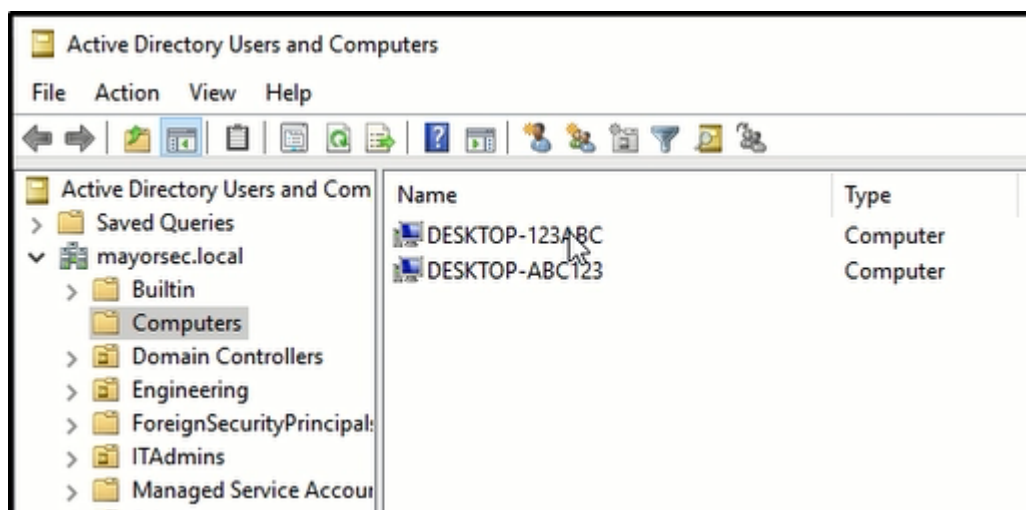 Active Directory Users and Computers
File Action View Help
Active Directory Users and Com
Name Type
Saved Queries
DESKTOP-123ABC Computer
mayorsec.local
DESKTOP-ABC123 Computer
Builtin
Computers
Domain Controllers
Engineering
ForeignSecurityPrincipals
ITAdmins
Managed Service Accour